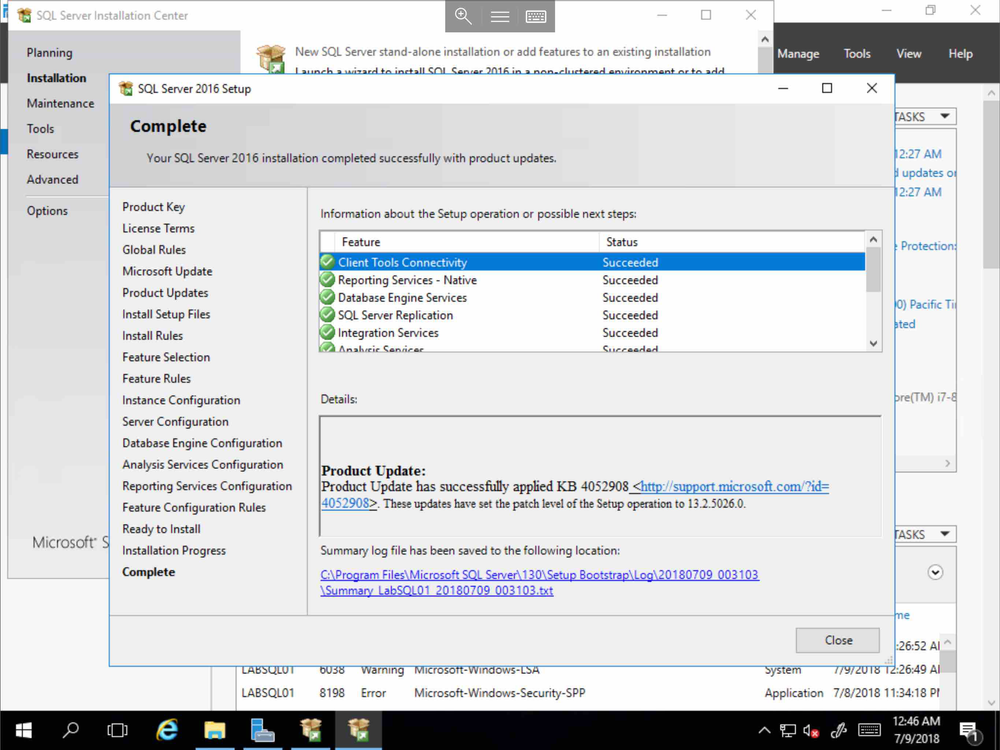 SQL Server Installation Center
Planning
Installation
Maintenance
Tools
Resources
Advanced
Options
Microsoft® S
New SQL Server stand-alone installation or add features to an existing installation
Launch a wizard to install SQL Server 2016 in a non-clustered environment or to add
Manage Tools View Help
SQL Server 2016 Setup
Complete
Your SQL Server 2016 installation completed successfully with product updates.
Product Key
License Terms
Global Rules
Microsoft Update
Product Updates
Install Setup Files
Install Rules
Feature Selection
Feature Rules
Instance Configuration
Server Configuration
Database Engine Configuration
Analysis Services Configuration
Reporting Services Configuration
Feature Configuration Rules
Ready to Install
Installation Progress
Complete
Information about the Setup operation or possible next steps:
Feature Status
Client Tools Connectivity Succeeded
Reporting Services - Native Succeeded
Database Engine Services Succeeded
SQL Server Replication Succeeded
Integration Services Succeeded
Analysis Services Succeeded
Details:
Product Update:
Product Update has successfully applied KB 4052908 <http://support.microsoft.com/?id=
4052908>. These updates have set the patch level of the Setup operation to 13.2.5026.0.
Summary log file has been saved to the following location:
C:\Program Files\Microsoft SQL Server\130\Setup Bootstrap\Log\20180709_003103
\Summary_LabSQL01_20180709_003103.txt
Close
TASKS
12:27 AM
d updates or
12:27 AM
e Protection:
00) Pacific Ti
ated
ore(TM) i7-8
TASKS
me
:26:52 A
LABSQL01 6038 Warning Microsoft-Windows-LSA System 7/9/2018 12:26:49 A
LABSQL01 8198 Error Microsoft-Windows-Security-SPP Application 7/8/2018 11:34:18 P
12:46 AM
7/9/2018
1